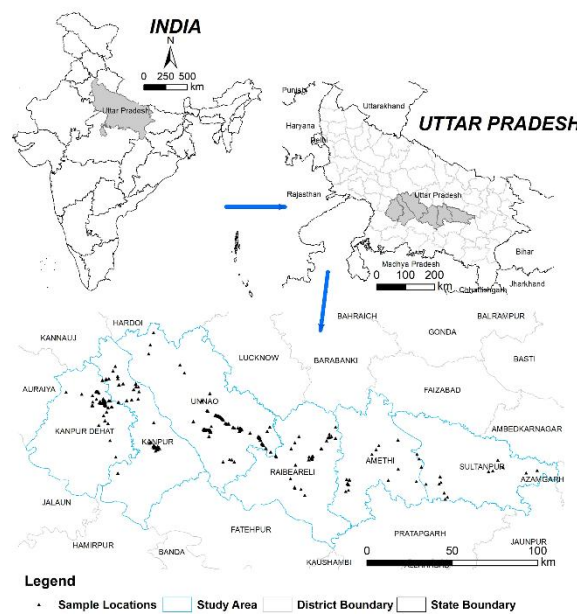 INDIA
N
0 250 500
km
Uttar Pradesh
Punjab
Uttarakhand
Haryana
Delhi
UTTAR PRADESH
Rajasthan
Uttar Pradesh
Bihar
Madhya Pradesh
Jharkhand
0 100 200
Chhattisgarh
km
BAHRAICH
BALRAMPUR
HARDOI
GONDA
KANNAUJ
LUCKNOW
BARABANKI
BASTI
AURAIYA
FAIZABAD
UNNAO
AMBEDKARNAGAR
KANPUR DEHAT
KANPUR
AMETHI
RAIBEARELI
SULTANPUR
AZAMGARH
JALAUN
FATEHPUR
PRATAPGARH
HAMIRPUR
JAUNPUR
BANDA
KAUSHAMBI
0 50 100
km
Legend
Sample Locations Study Area District Boundary State Boundary